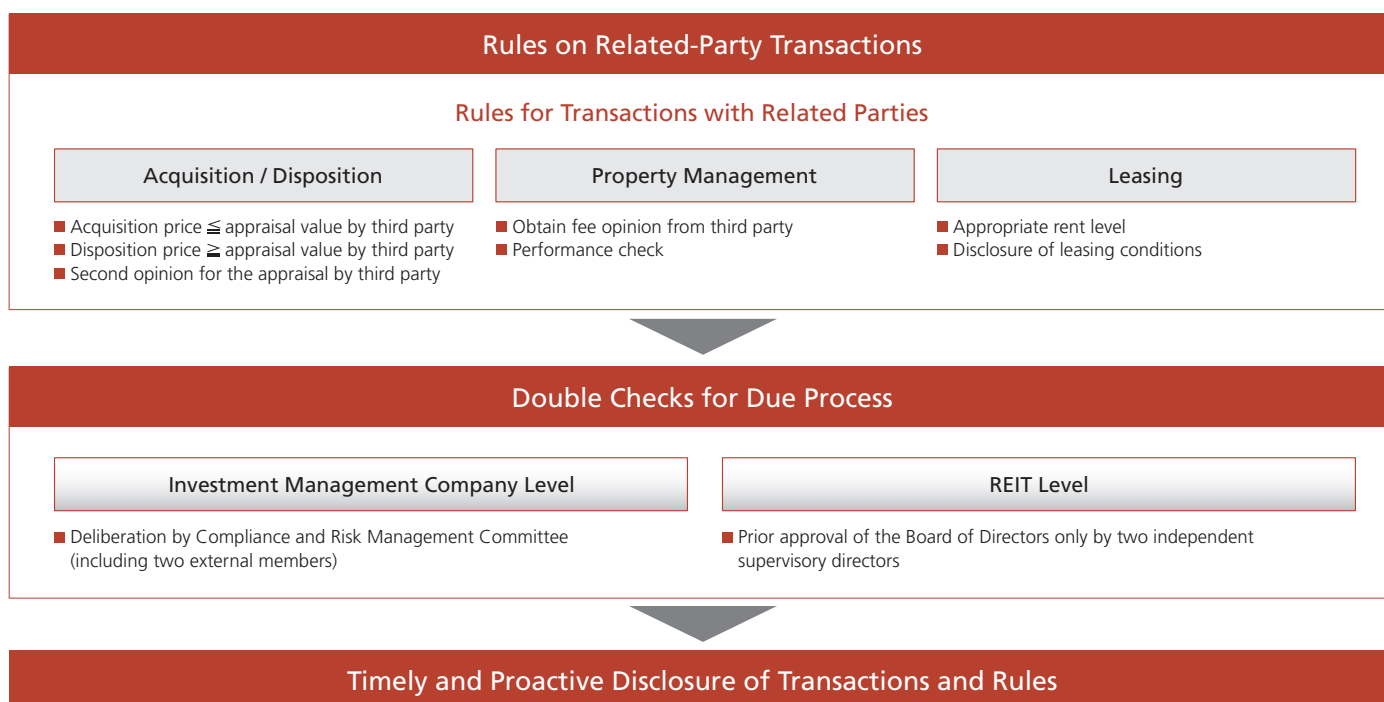 Rules on Related-Party Transactions
Rules for Transactions with Related Parties
Acquisition / Disposition
■ Acquisition price ≦ appraisal value by third party
■ Disposition price ≧ appraisal value by third party
■ Second opinion for the appraisal by third party
Property Management
■ Obtain fee opinion from third party
■ Performance check
Leasing
■ Appropriate rent level
■ Disclosure of leasing conditions
Double Checks for Due Process
Investment Management Company Level
■ Deliberation by Compliance and Risk Management Committee
(including two external members)
REIT Level
■ Prior approval of the Board of Directors only by two independent
supervisory directors
Timely and Proactive Disclosure of Transactions and Rules